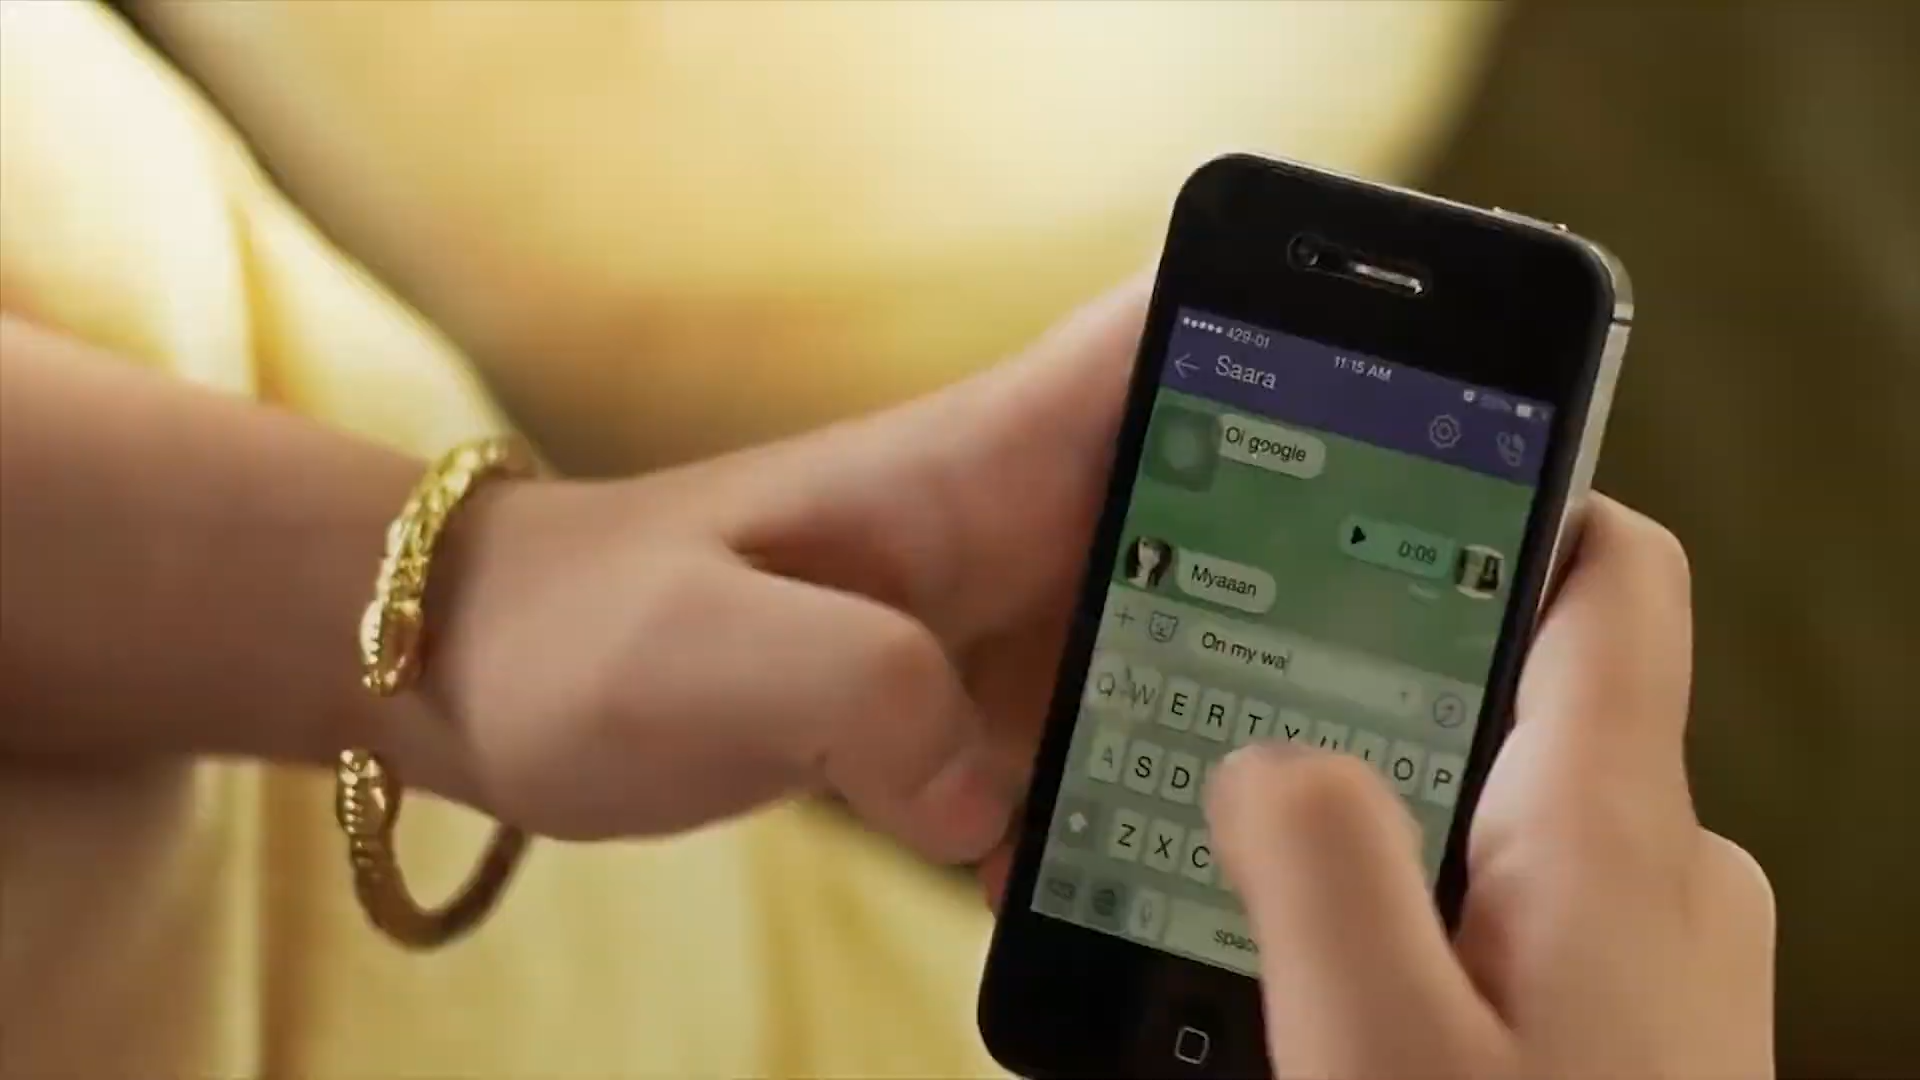 429-01
11:15 AM
Saara
Oi google
0:09
Myaaan
On my wa
Q W E R T Y U I O P
A S D
Z X C
space